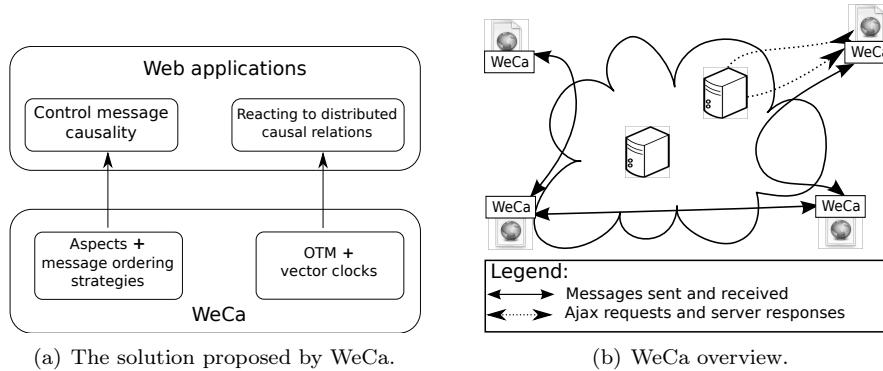 Web applications
Control message
causality
Reacting to distributed
causal relations
Aspects +
message ordering
strategies
OTM +
vector clocks
WeCa
(a) The solution proposed by WeCa.
WeCa
WeCa
WeCa
WeCa
Legend:
Messages sent and received
Ajax requests and server responses
(b) WeCa overview.